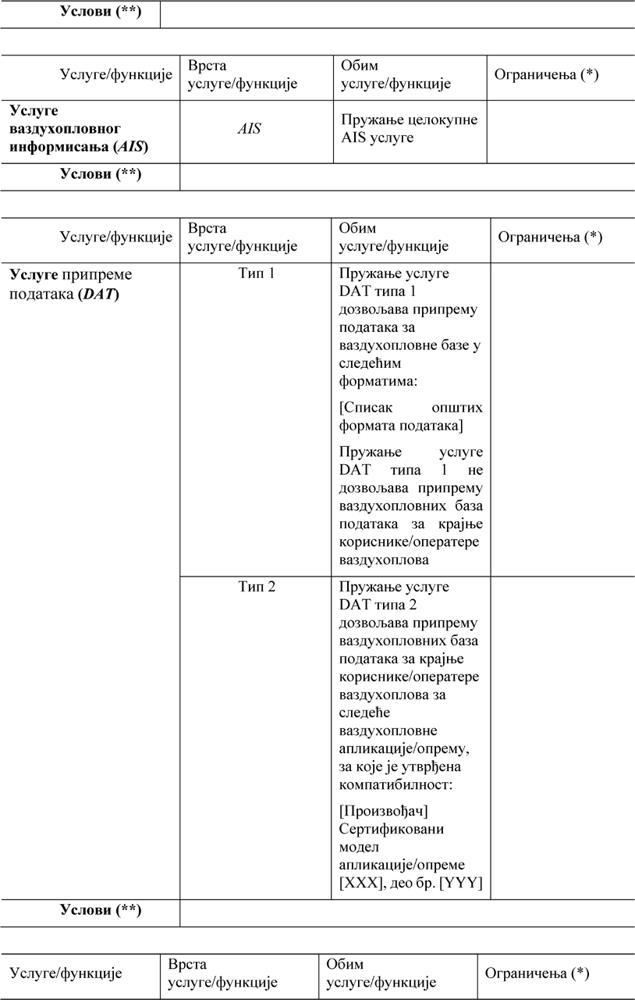 Услови (**)
Услуге/функције Врста услуге/функције Обим услуге/функције Ограничења (*)
Услуге
ваздухопловног
информисања (AIS)
AIS
Пружање целокупне
AIS услуге
Услови (**)
Услуге/функције Врста услуге/функције Обим услуге/функције Ограничења (*)
Услуге припреме
података (DAT)
Тип 1
Пружање услуге
DAT типа 1
дозвољава припрему
података за
ваздухопловне базе у
следећим
форматима:
[Списак општих
формата података]
Пружање услуге
DAT типа 1 не
дозвољава припрему
ваздухопловних база
података за крајње
кориснике/оператере
ваздухоплова
Тип 2
Пружање услуге
DAT типа 2
дозвољава припрему
ваздухопловних база
података за крајње
кориснике/оператере
ваздухоплова за
следеће
ваздухопловне
апликације/опрему,
за које је утврђена
компатибилност:
[Произвођач]
Сертификовани
модел
апликације/опреме
[XXX], део бр. [YYY]
Услови (**)
Услуге/функције Врста услуге/функције Обим услуге/функције Ограничења (*)